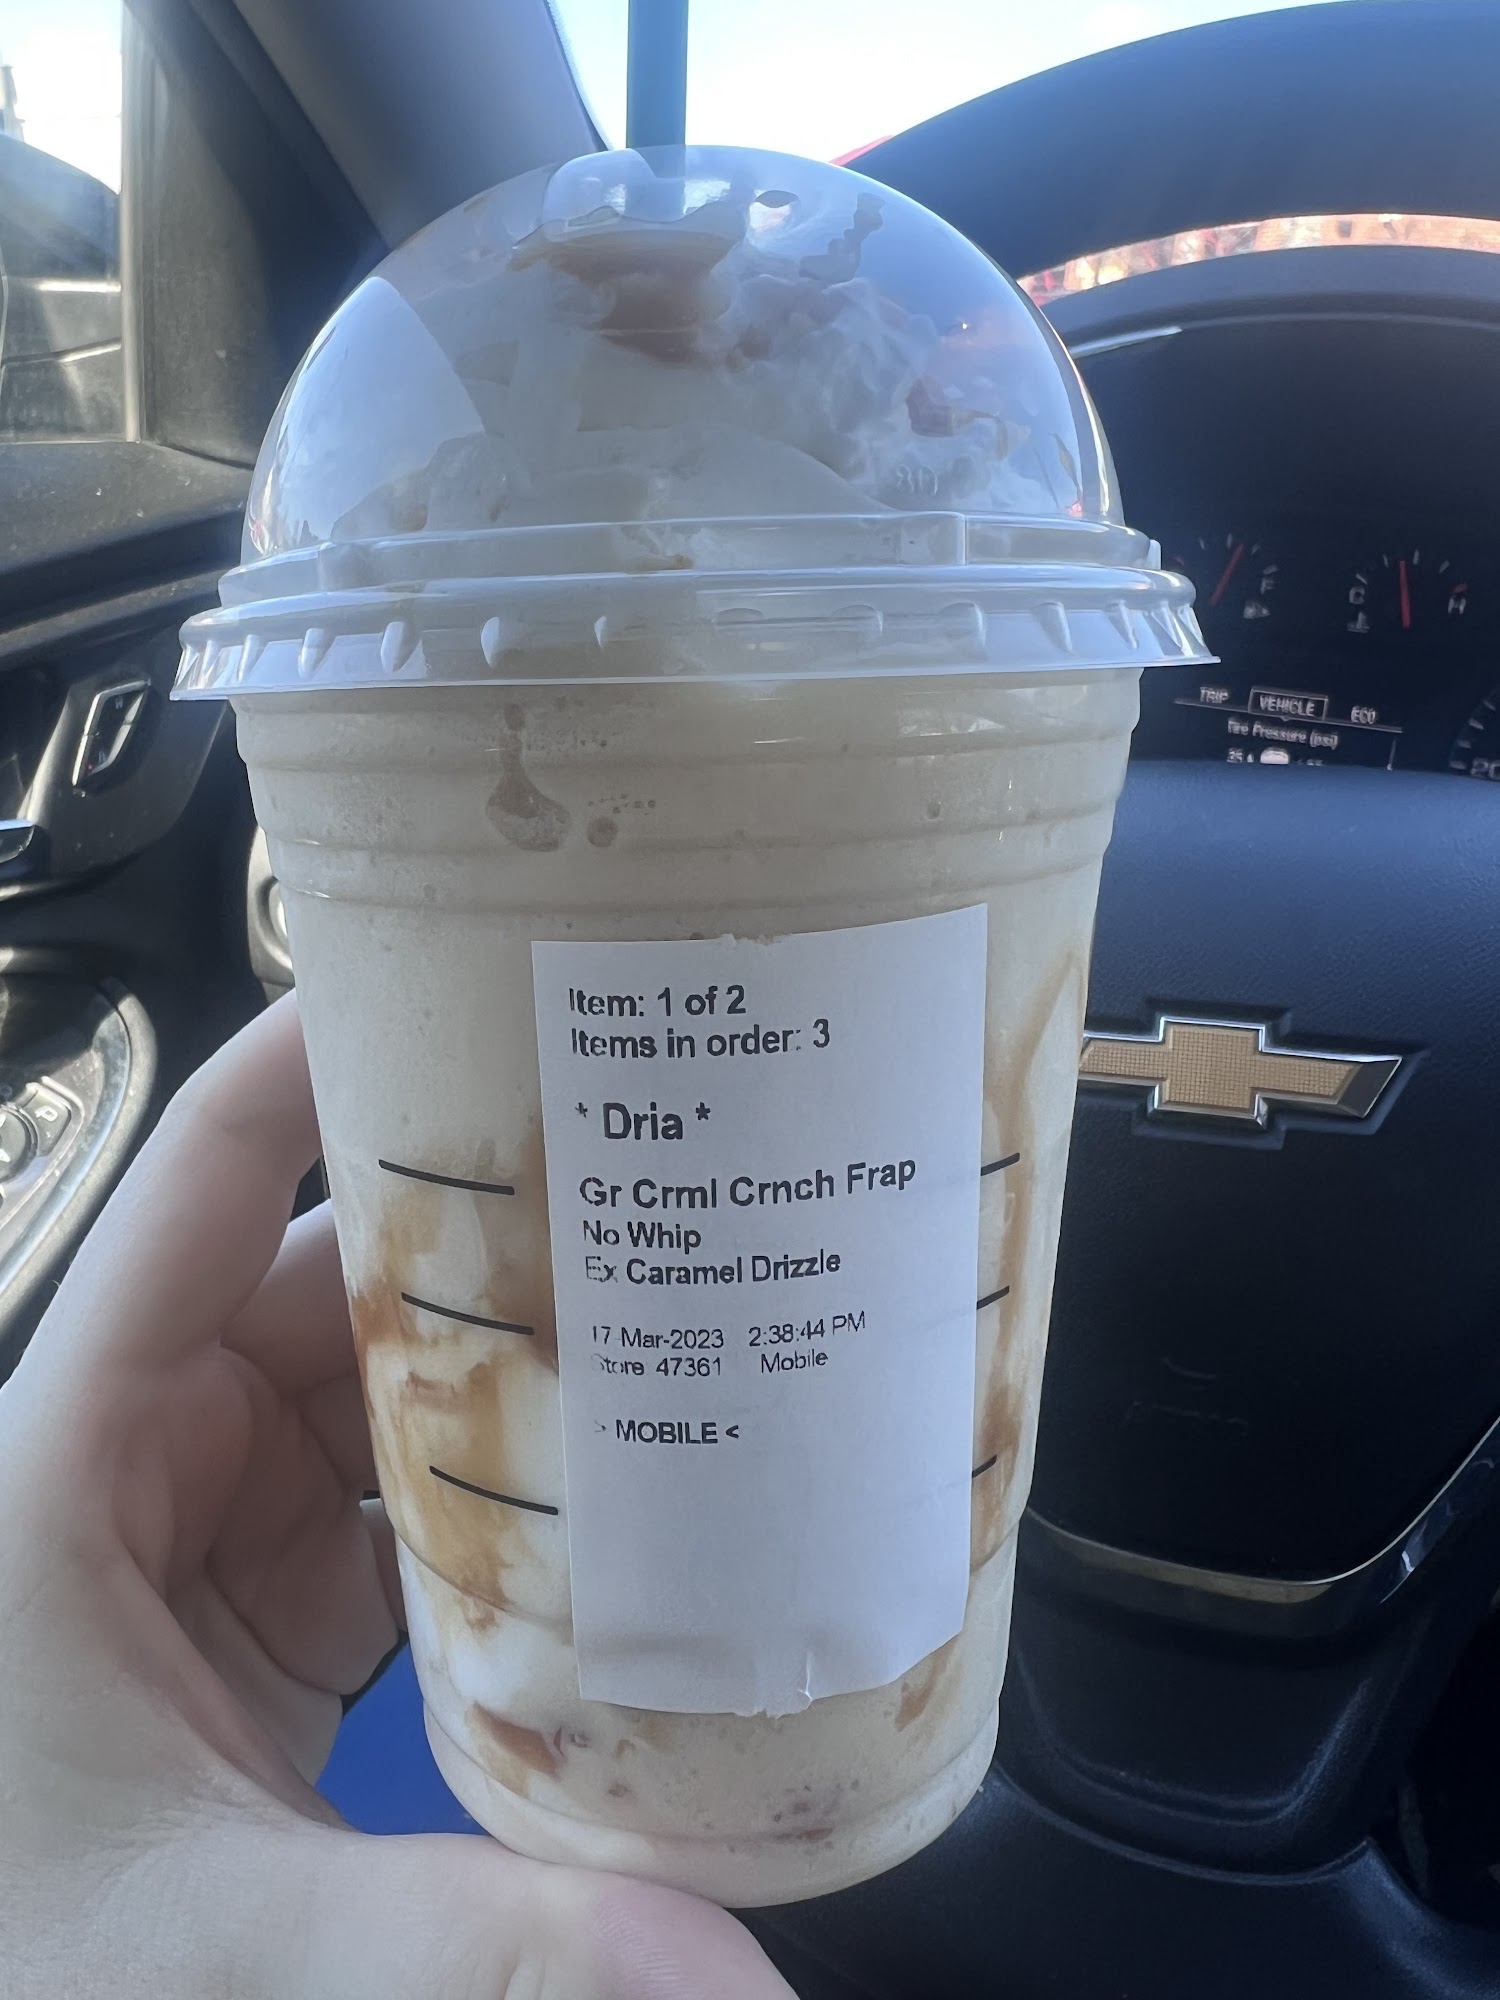 Item: 1 of 2
Items in order: 3
* Dria *
Gr Crml Crnch Frap
No Whip
Ex Caramel Drizzle
17-Mar-2023 2:38:44 PM
Store 47361 Mobile
> MOBILE <
F
C H
TRIP VEHICLE ECO
Tire Pressure (psi)
20
P